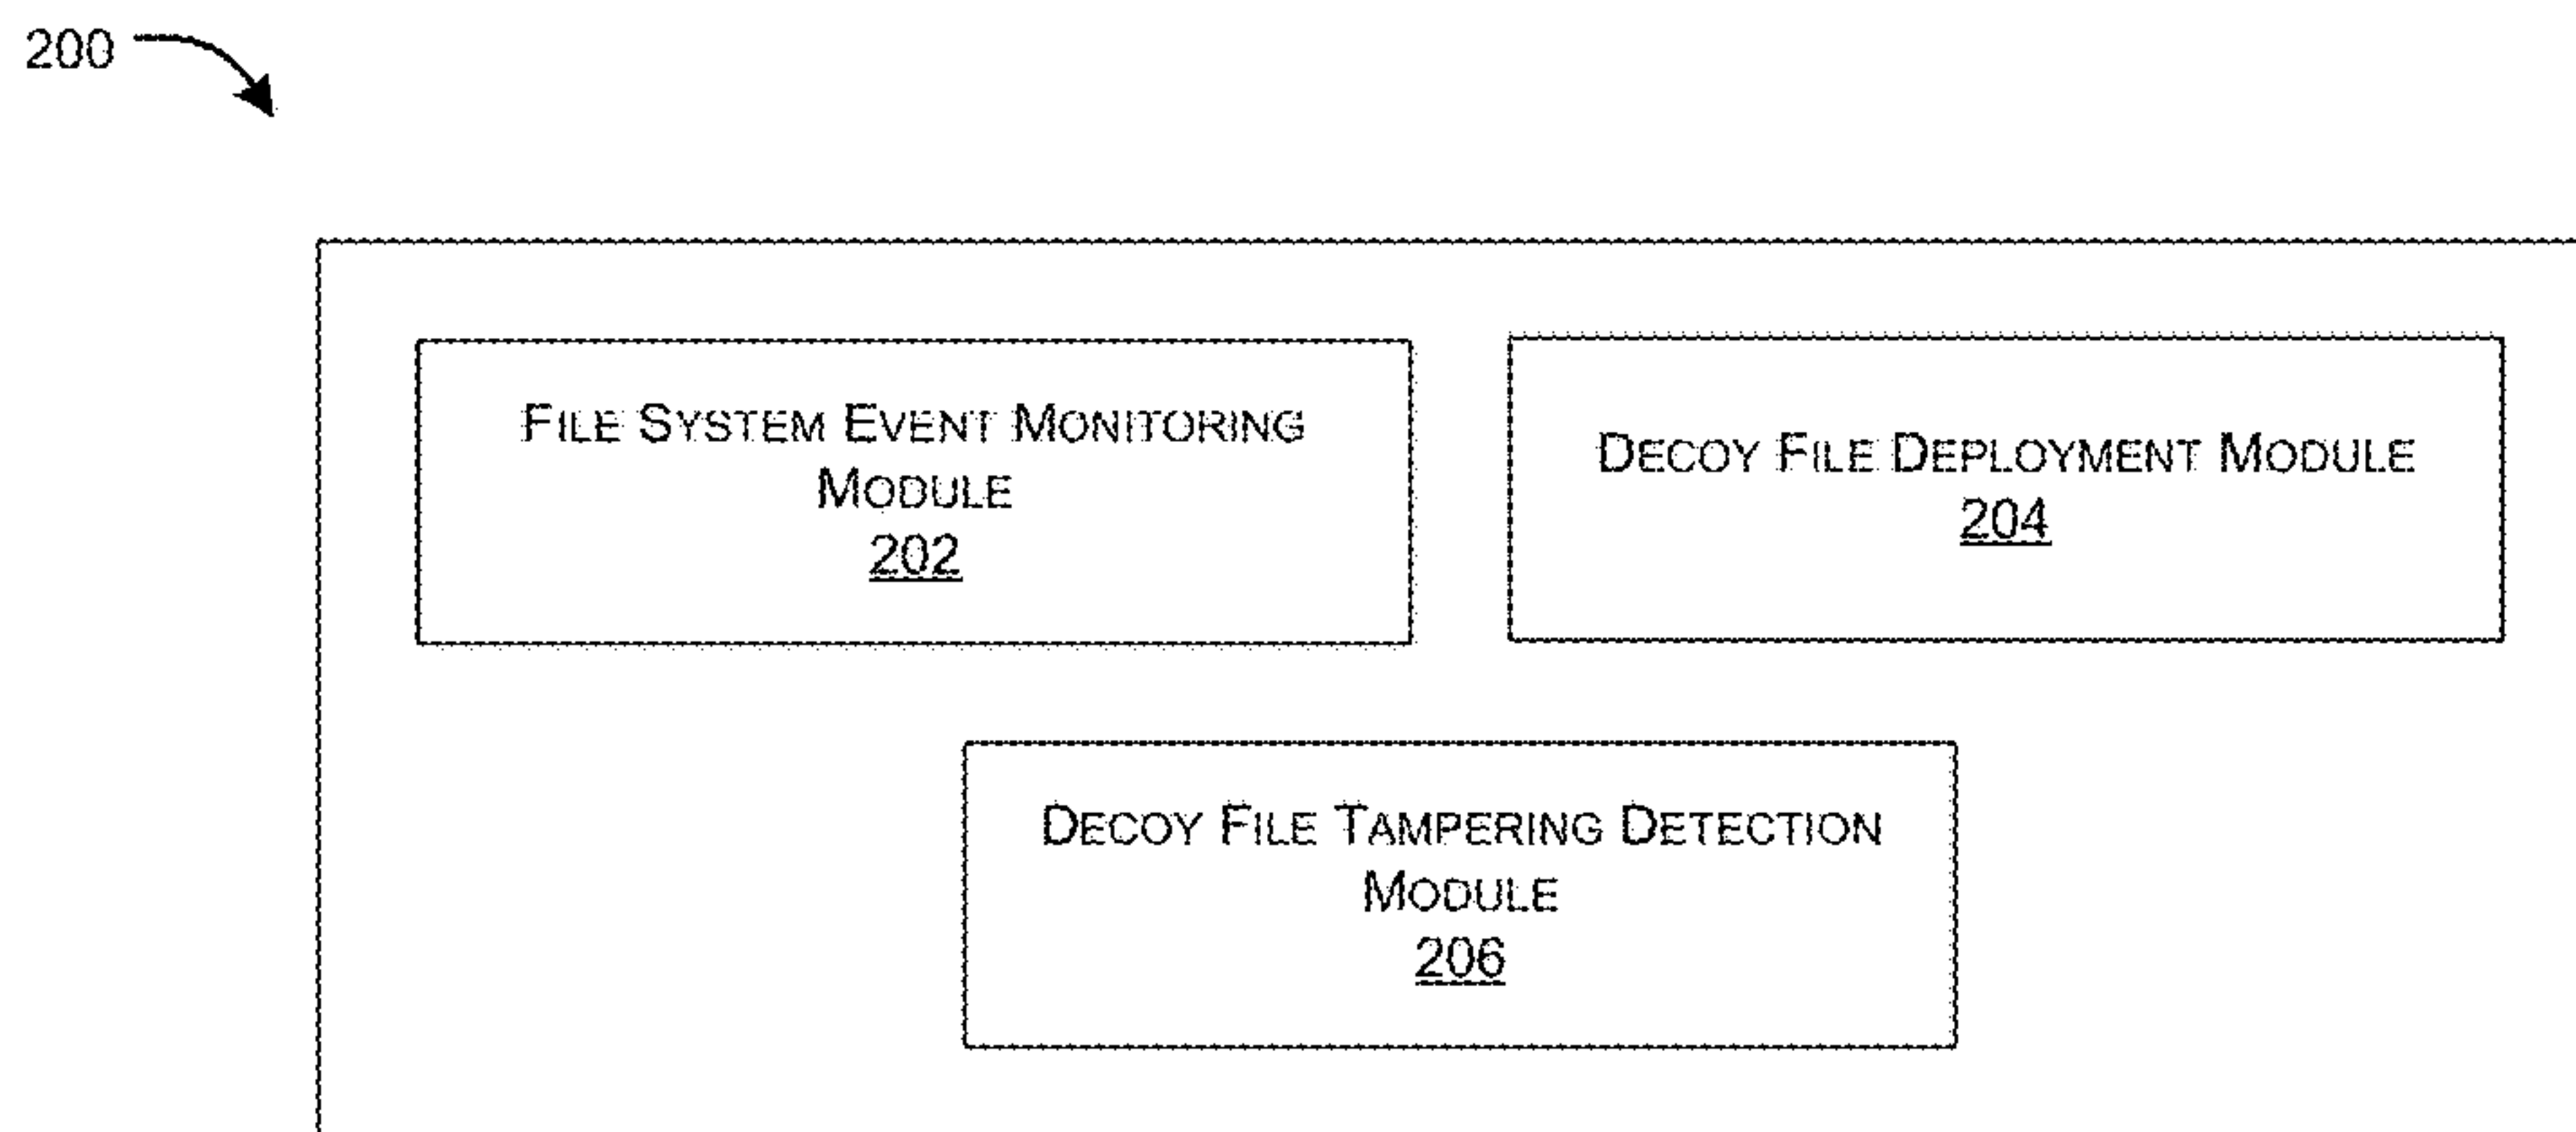 200
FILE SYSTEM EVENT MONITORING
MODULE
202
DECOY FILE DEPLOYMENT MODULE
204
DECOY FILE TAMPERING DETECTION
MODULE
206